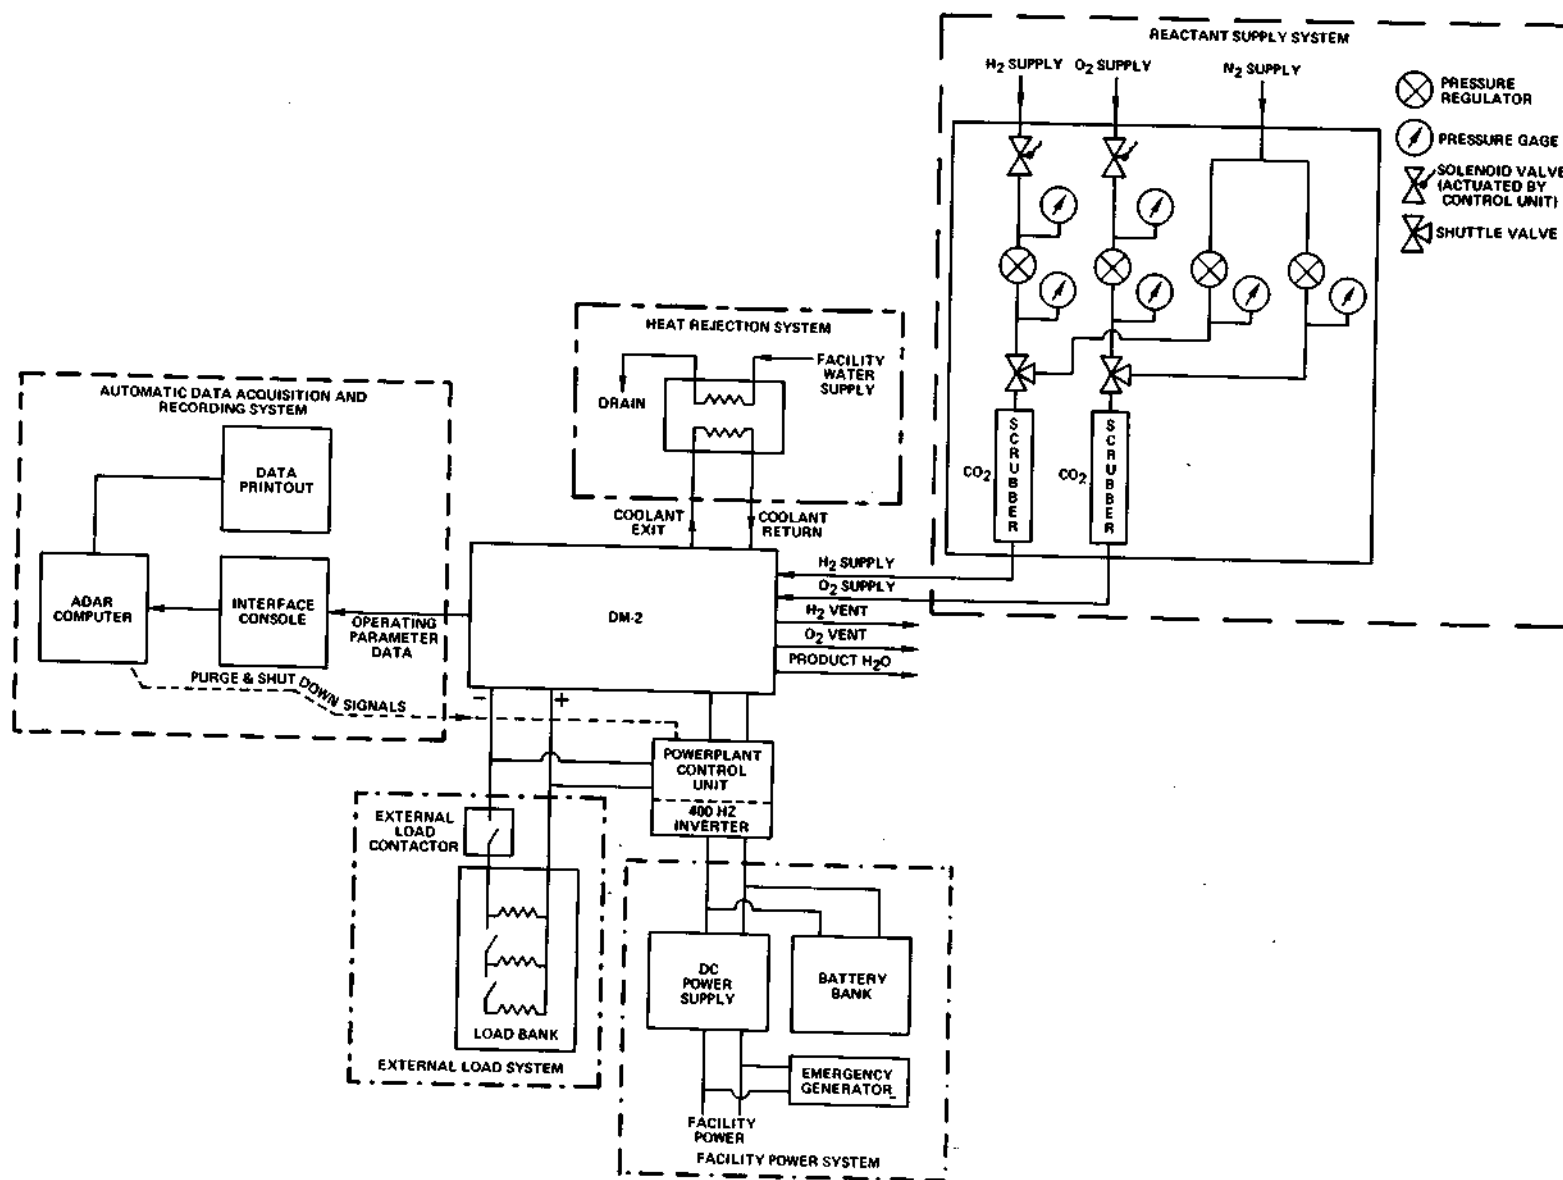 REACTANT SUPPLY SYSTEM
H₂ SUPPLY
O₂ SUPPLY
N₂ SUPPLY
PRESSURE
REGULATOR
PRESSURE GAGE
SOLENOID VALVE
(ACTUATED BY
CONTROL UNIT)
SHUTTLE VALVE
CO₂
SCRUBBER
CO₂
SCRUBBER
HEAT REJECTION SYSTEM
FACILITY
WATER
SUPPLY
DRAIN
COOLANT
EXIT
COOLANT
RETURN
AUTOMATIC DATA ACQUISITION AND
RECORDING SYSTEM
DATA
PRINTOUT
ADAR
COMPUTER
INTERFACE
CONSOLE
OPERATING
PARAMETER
DATA
PURGE & SHUT DOWN SIGNALS
DM-2
H₂ SUPPLY
O₂ SUPPLY
H₂ VENT
O₂ VENT
PRODUCT H₂O
-
+
POWERPLANT
CONTROL
UNIT
400 HZ
INVERTER
EXTERNAL
LOAD
CONTACTOR
LOAD BANK
EXTERNAL LOAD SYSTEM
DC
POWER
SUPPLY
BATTERY
BANK
EMERGENCY
GENERATOR
FACILITY
POWER
FACILITY POWER SYSTEM